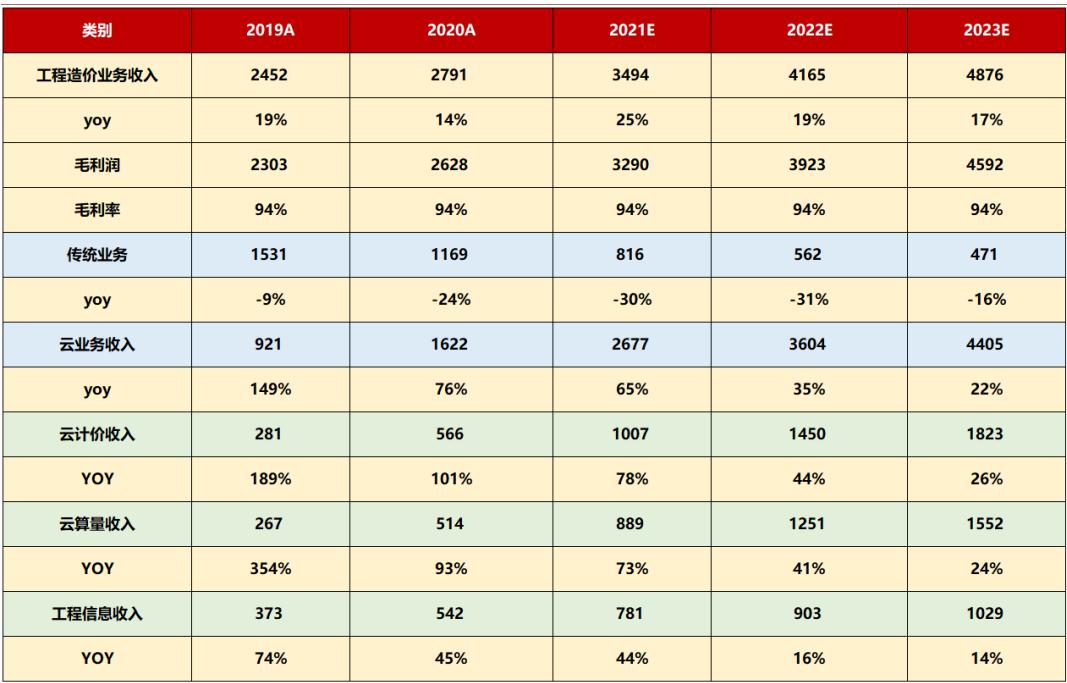 类别 2019A 2020A 2021E 2022E 2023E
工程造价业务收入 2452 2791 3494 4165 4876
yoy 19% 14% 25% 19% 17%
毛利润 2303 2628 3290 3923 4592
毛利率 94% 94% 94% 94% 94%
传统业务 1531 1169 816 562 471
yoy -9% -24% -30% -31% -16%
云业务收入 921 1622 2677 3604 4405
yoy 149% 76% 65% 35% 22%
云计价收入 281 566 1007 1450 1823
YOY 189% 101% 78% 44% 26%
云算量收入 267 514 889 1251 1552
YOY 354% 93% 73% 41% 24%
工程信息收入 373 542 781 903 1029
YOY 74% 45% 44% 16% 14%